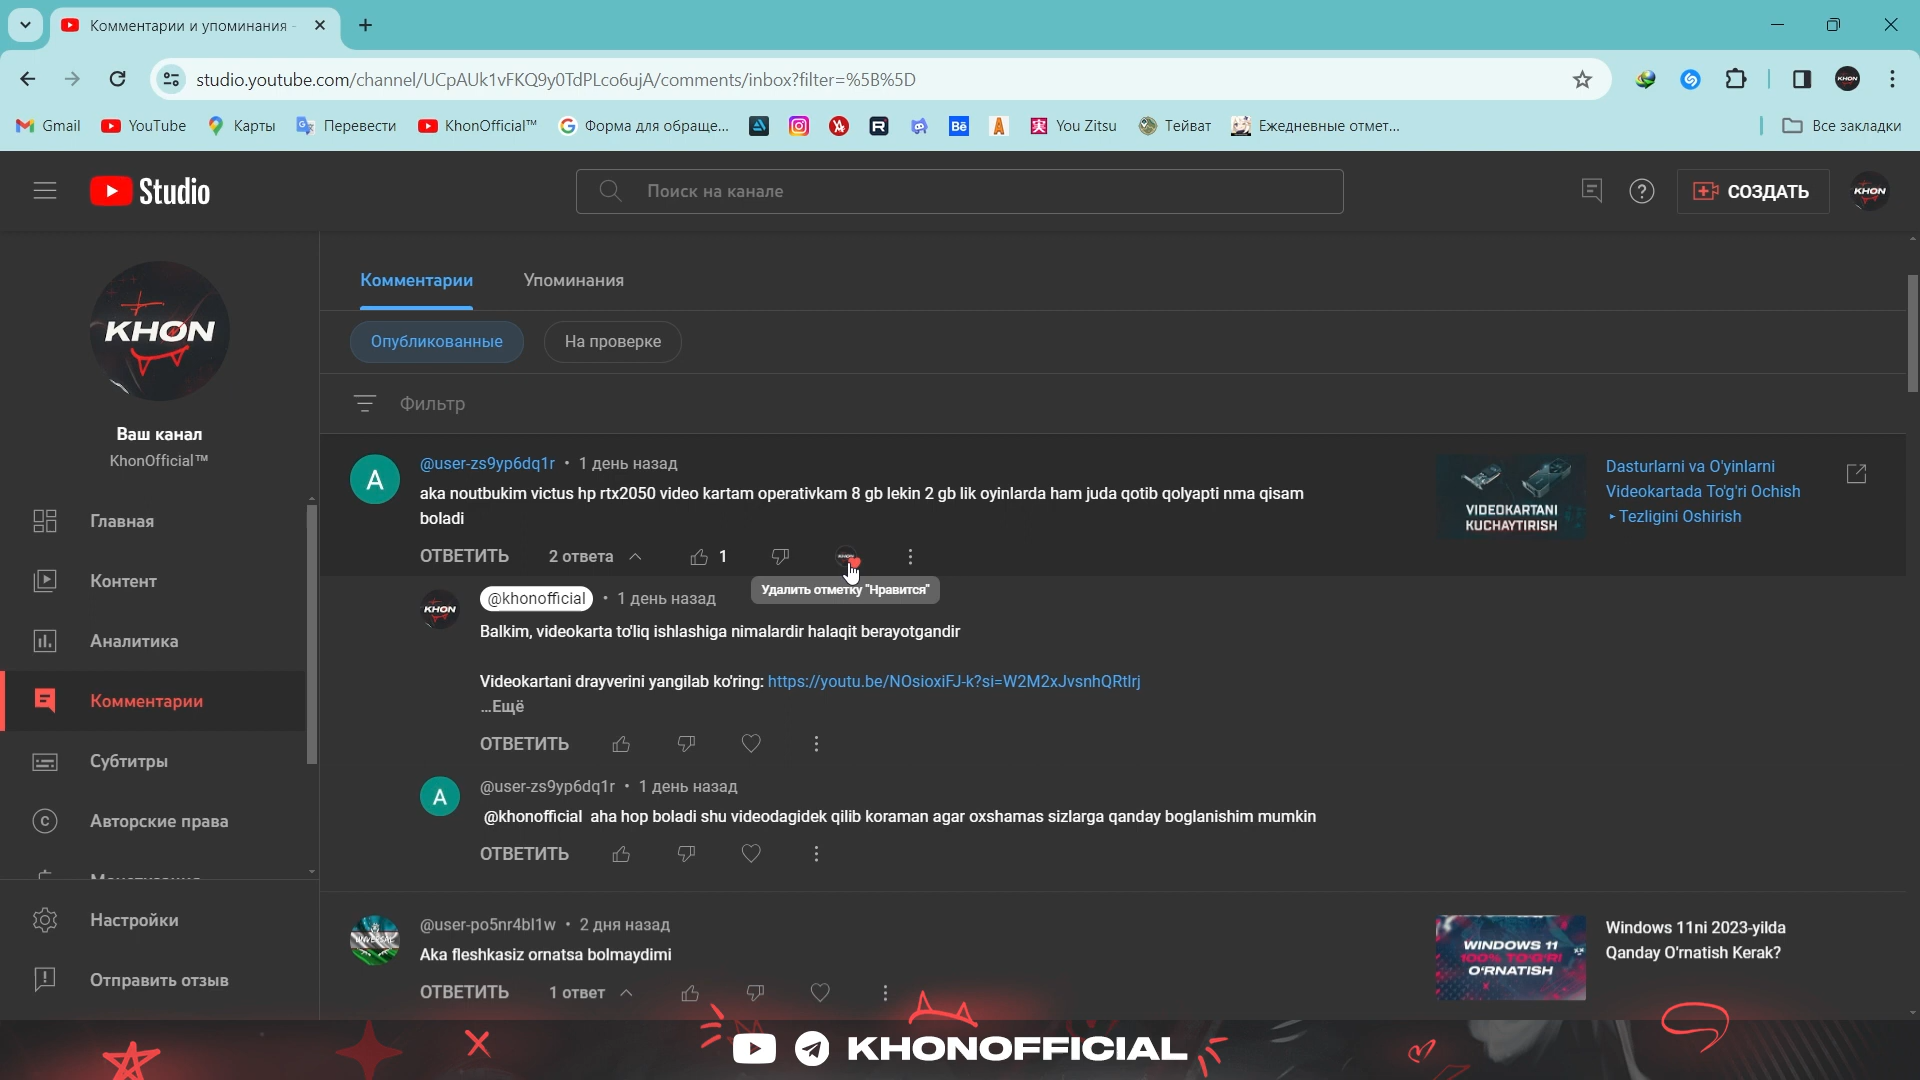 Комментарии и упоминания -
studio.youtube.com/channel/UCpAUk1vFKQ9y0TdPLco6ujA/comments/inbox?filter=%5B%5D
Gmail
YouTube
Карты
Перевести
KhonOfficial™
Форма для обраще...
You Zitsu
Тейват
Ежедневные отмет...
Все закладки
Studio
Поиск на канале
СОЗДАТЬ
KHON
KHON
Ваш канал
KhonOfficial™
Главная
Контент
Аналитика
Комментарии
Субтитры
Авторские права
Настройки
Отправить отзыв
Комментарии
Упоминания
Опубликованные
На проверке
Фильтр
A
@user-zs9yp6dq1r • 1 день назад
aka noutbukim victus hp rtx2050 video kartam operativkam 8 gb lekin 2 gb lik oyinlarda ham juda qotib qolyapti nma qisam
boladi
ОТВЕТИТЬ
2 ответа
1
Удалить отметку "Нравится"
VIDEOKARTANI
KUCHAYTIRISH
Dasturlarni va O'yinlarni
Videokartada To'g'ri Ochish
‣ Tezligini Oshirish
KHON
@khonofficial • 1 день назад
Balkim, videokarta to'liq ishlashiga nimalardir halaqit berayotgandir
Videokartani drayverini yangilab ko'ring: https://youtu.be/NOsioxiFJ-k?si=W2M2xJvsnhQRtlrj
...Ещё
ОТВЕТИТЬ
A
@user-zs9yp6dq1r • 1 день назад
@khonofficial aha hop boladi shu videodagidek qilib koraman agar oxshamas sizlarga qanday boglanishim mumkin
ОТВЕТИТЬ
@user-po5nr4bl1w • 2 дня назад
Aka fleshkasiz ornatsa bolmaydimi
ОТВЕТИТЬ
1 ответ
WINDOWS 11
100% TO'G'RI
O'RNATISH
Windows 11ni 2023-yilda
Qanday O'rnatish Kerak?
KHONOFFICIAL